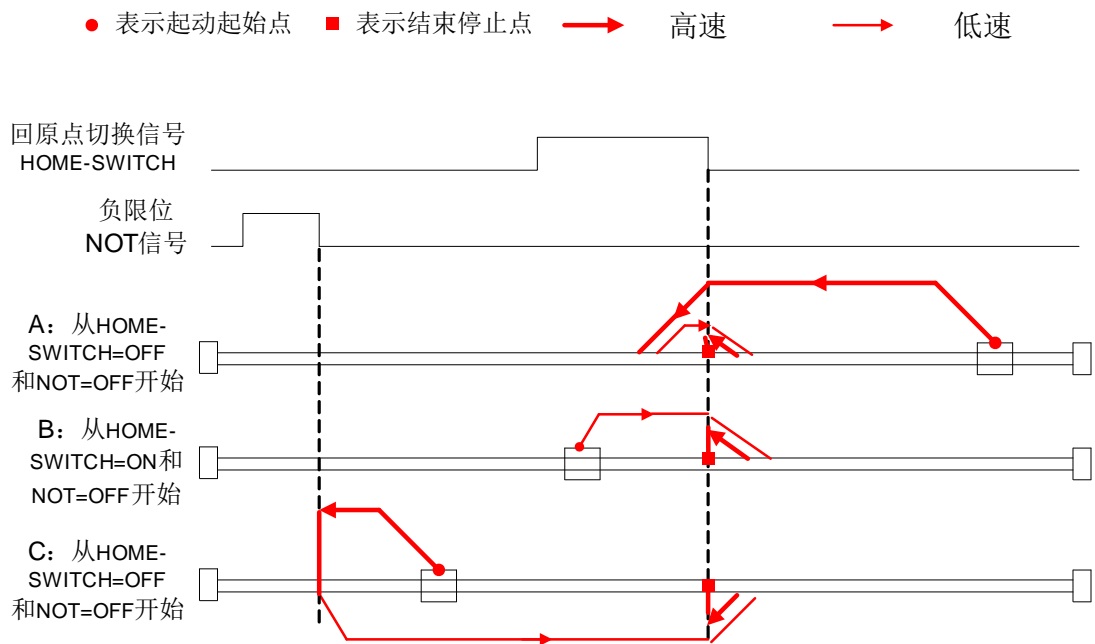 表示起动起始点 表示结束停止点 高速 低速
回原点切换信号
HOME-SWITCH
负限位
NOT信号
A：从HOME-
SWITCH=OFF
和NOT=OFF开始
B：从HOME-
SWITCH=ON和
NOT=OFF开始
C：从HOME-
SWITCH=OFF
和NOT=OFF开始